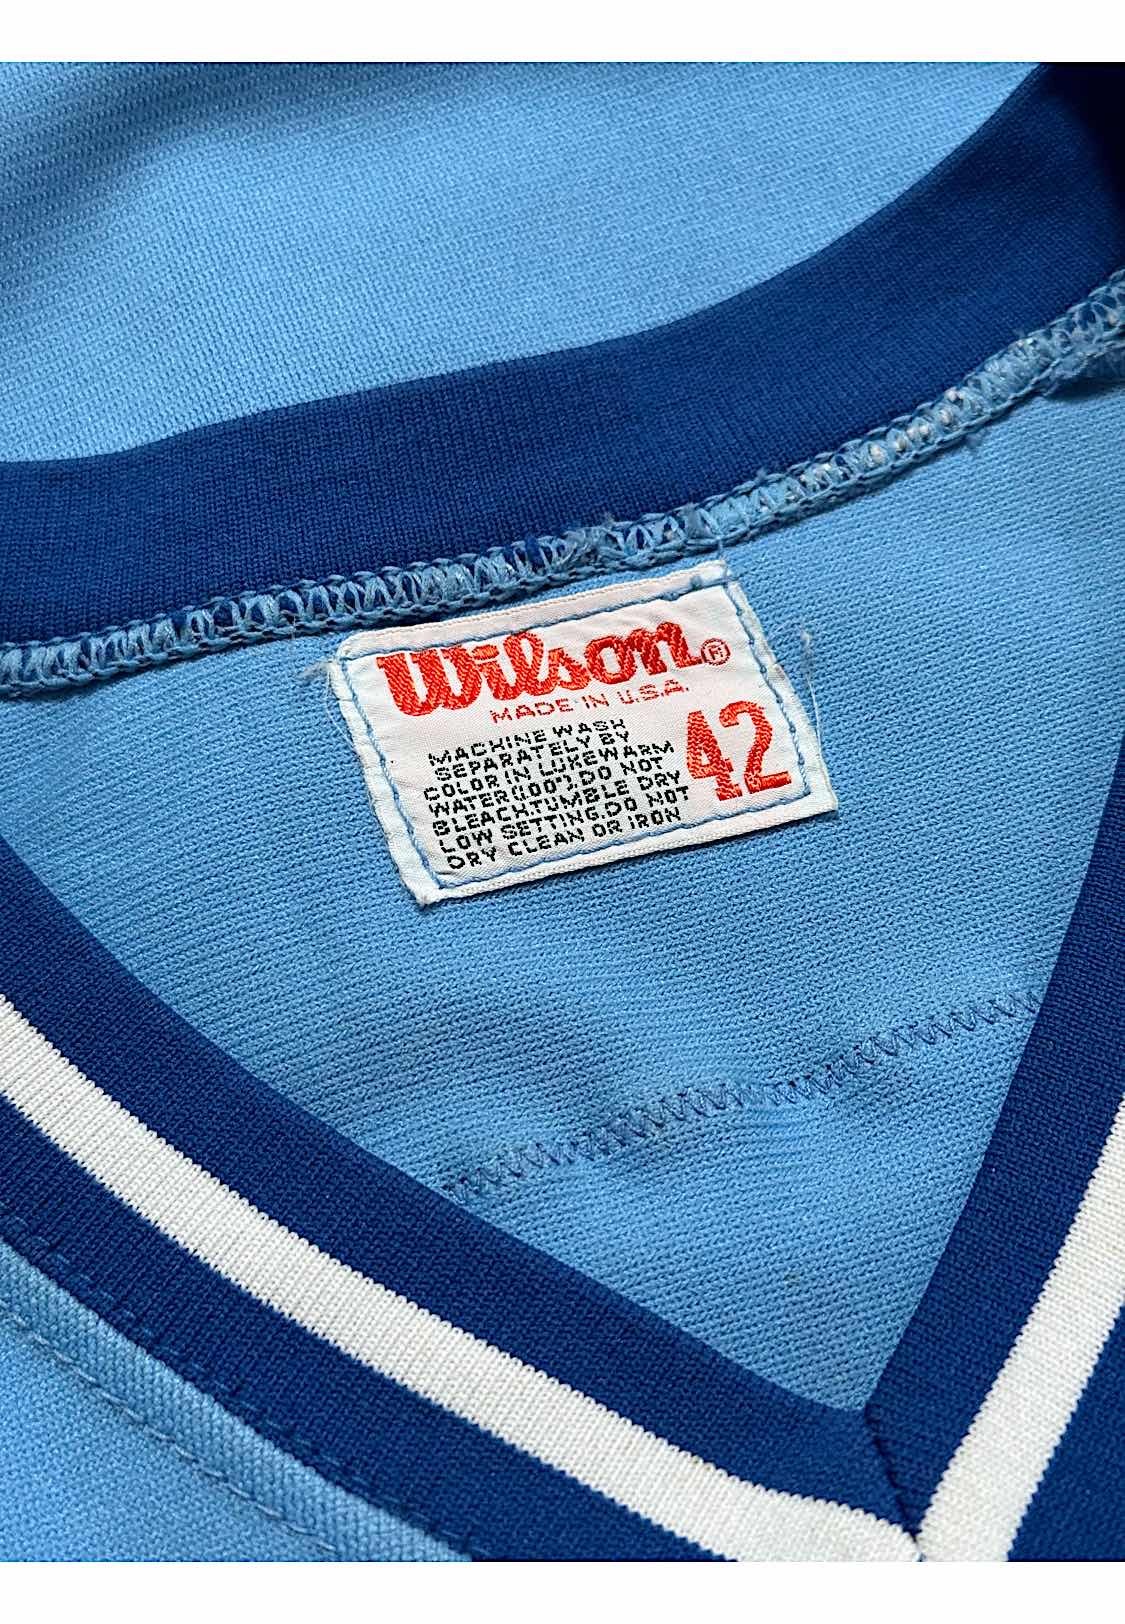 Wilson®
MADE IN U.S.A.
42
MACHINE WASH
SEPARATELY BY
COLOR IN LUKEWARM
WATER(100°).DO NOT
BLEACH.TUMBLE DRY
LOW SETTING.DO NOT
DRY CLEAN OR IRON